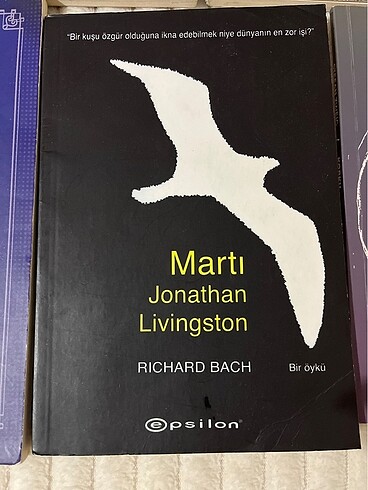 "Bir kuşu özgür olduğuna ikna edebilmek niye dünyanın en zor işi?"
Martı
Jonathan
Livingston
RICHARD BACH
Bir öykü
epsilon®